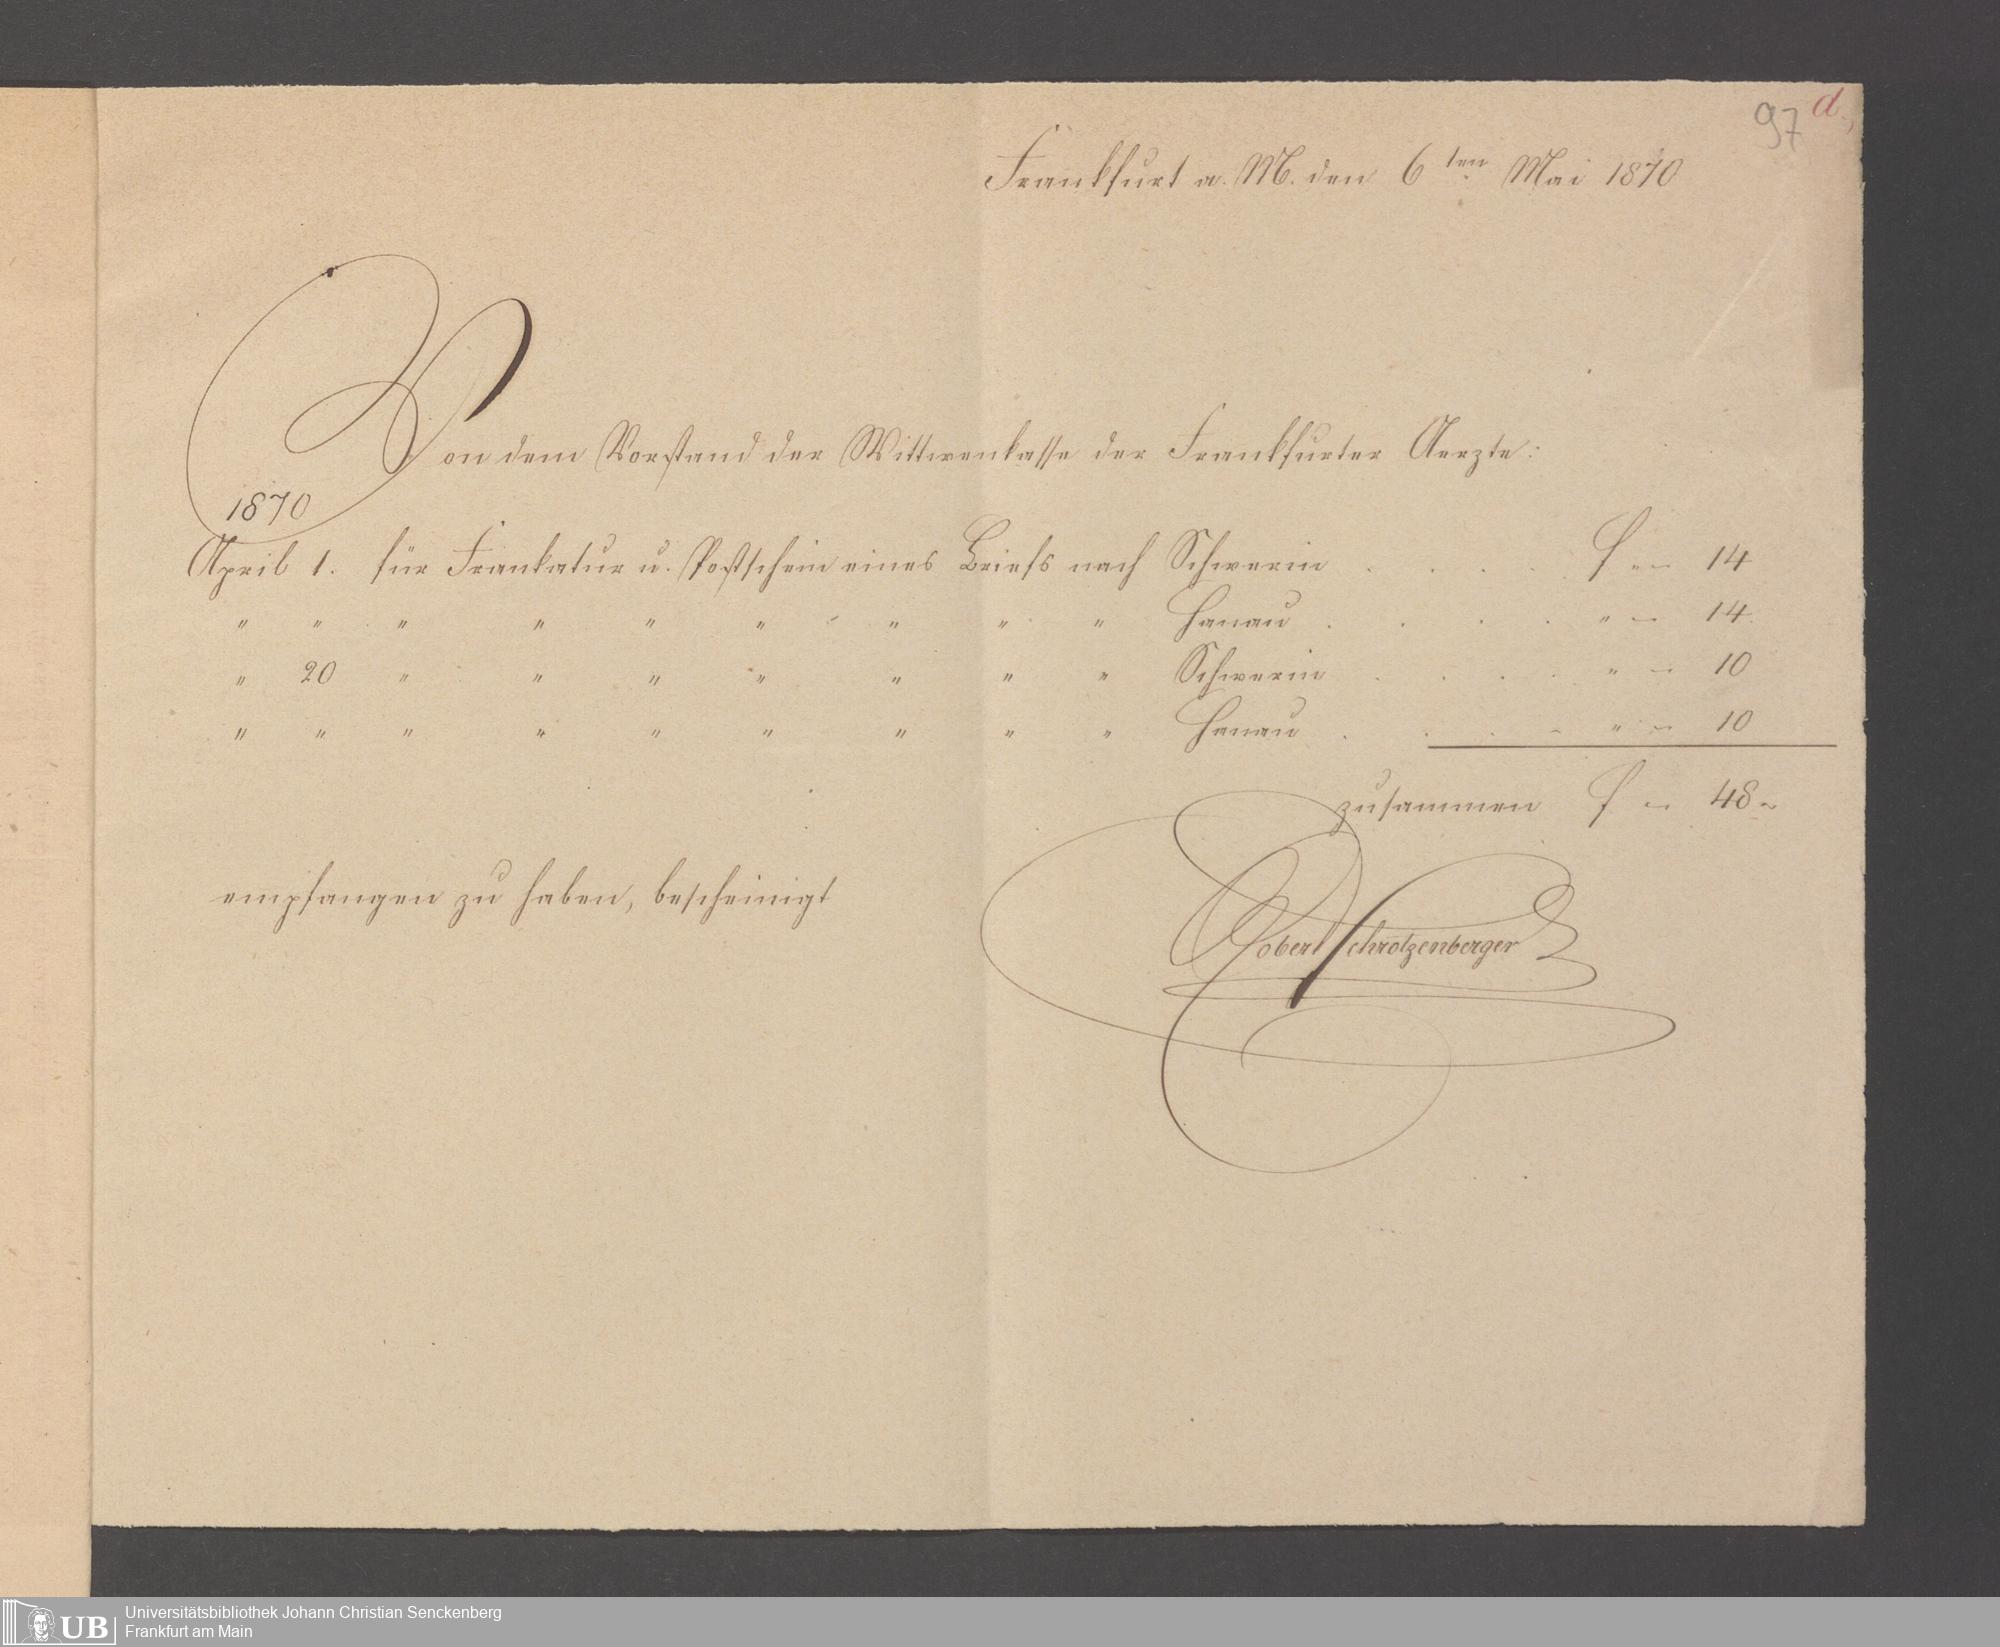 97 d.
Frankfurt a. M. den 6ten Mai 1870
Von dem Vorstand der Wittwenkasse der Frankfurter Aerzte:
1870
April 1. für Frankatur u. Postschein eines Briefs nach Schwerin . . . . f „ – 14
" " " " " " " " " Hanau . . . . " – 14.
" 20 " " " " " " " Schwerin . . . . " – 10
" " " " " " " " " Hanau . . . . " – 10
zusammen f – 48 –
empfangen zu haben, bescheinigt
Robert Schrotzenberger
UB Universitätsbibliothek Johann Christian Senckenberg
Frankfurt am Main